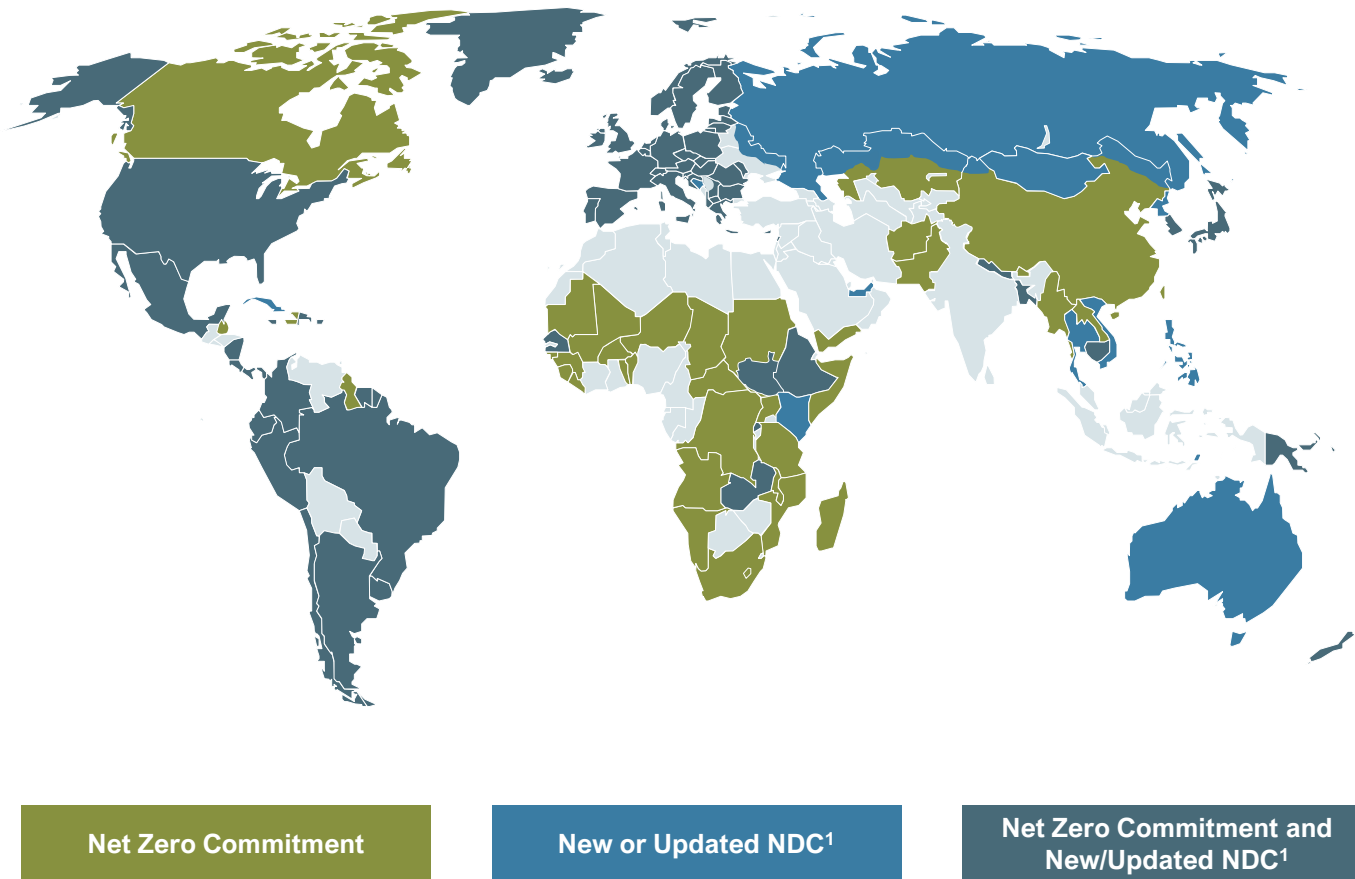 Net Zero Commitment
New or Updated NDC¹
Net Zero Commitment and
New/Updated NDC¹